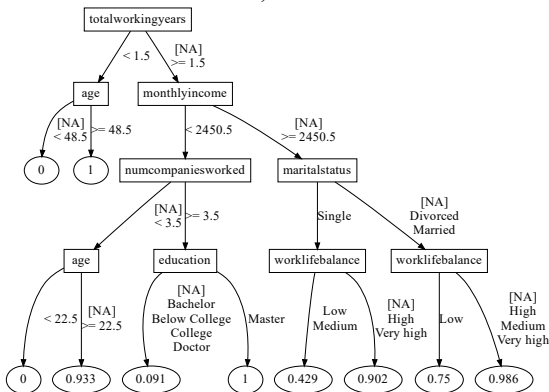 totalworkingyears
< 1.5
[NA]
>= 1.5
age
monthlyincome
[NA]
< 48.5
>= 48.5
< 2450.5
[NA]
>= 2450.5
0
1
numcompaniesworked
maritalstatus
[NA]
< 3.5
>= 3.5
Single
[NA]
Divorced
Married
age
education
worklifebalance
worklifebalance
< 22.5
[NA]
>= 22.5
[NA]
Bachelor
Below College
College
Doctor
Master
Low
Medium
[NA]
High
Very high
Low
[NA]
High
Medium
Very high
0
0.933
0.091
1
0.429
0.902
0.75
0.986